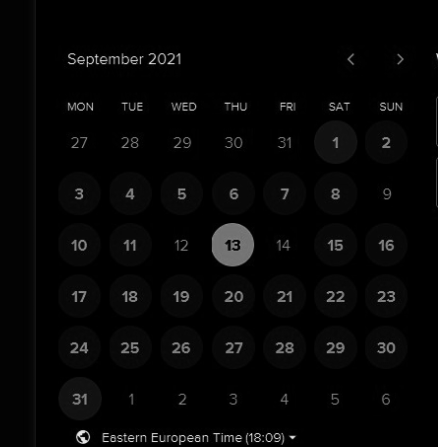 September 2021
MON TUE WED THU FRI SAT SUN
27 28 29 30 31 1 2
3 4 5 6 7 8 9
10 11 12 13 14 15 16
17 18 19 20 21 22 23
24 25 26 27 28 29 30
31 1 2 3 4 5 6
Eastern European Time (18:09)